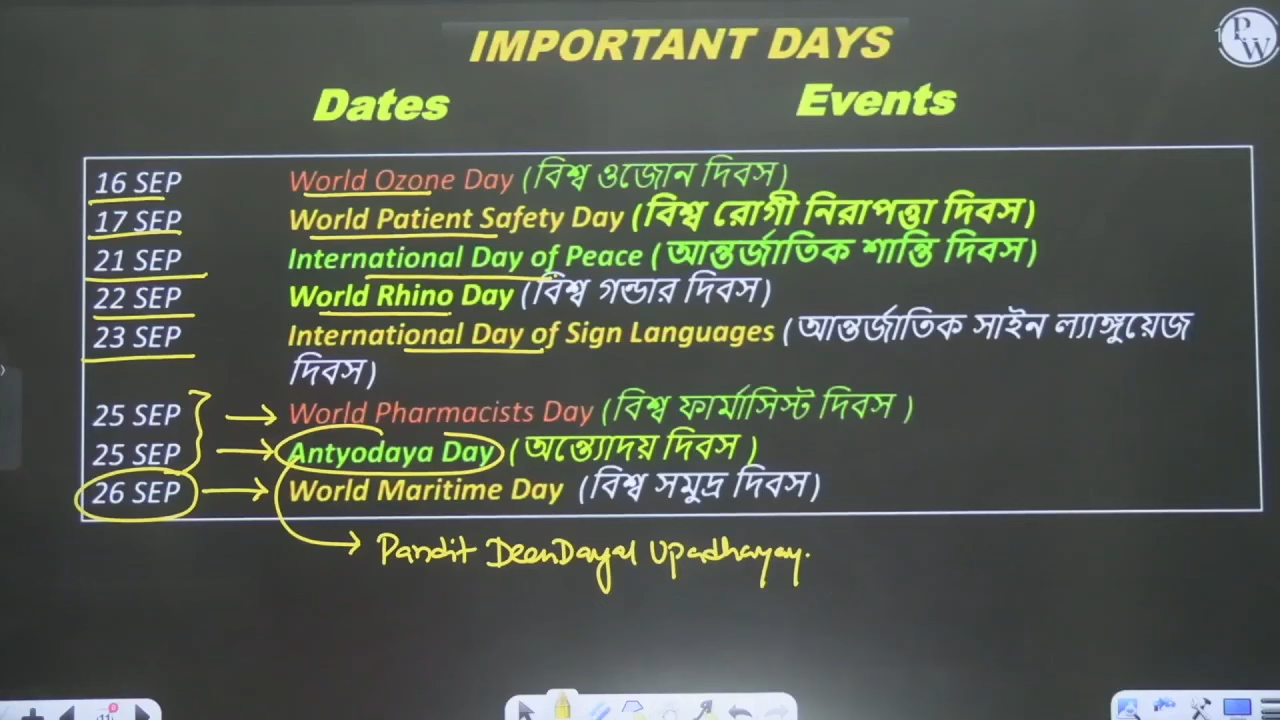 IMPORTANT DAYS
PW
Dates Events
16 SEP World Ozone Day (বিশ্ব ওজোন দিবস)
17 SEP World Patient Safety Day (বিশ্ব রোগী নিরাপত্তা দিবস)
21 SEP International Day of Peace (আন্তর্জাতিক শান্তি দিবস)
22 SEP World Rhino Day (বিশ্ব গন্ডার দিবস)
23 SEP International Day of Sign Languages (আন্তর্জাতিক সাইন ল্যাঙ্গুয়েজ
দিবস)
25 SEP World Pharmacists Day (বিশ্ব ফার্মাসিস্ট দিবস )
25 SEP Antyodaya Day (অন্ত্যোদয় দিবস )
26 SEP World Maritime Day (বিশ্ব সমুদ্র দিবস)
Pandit DeenDayal Upadhayay.
11